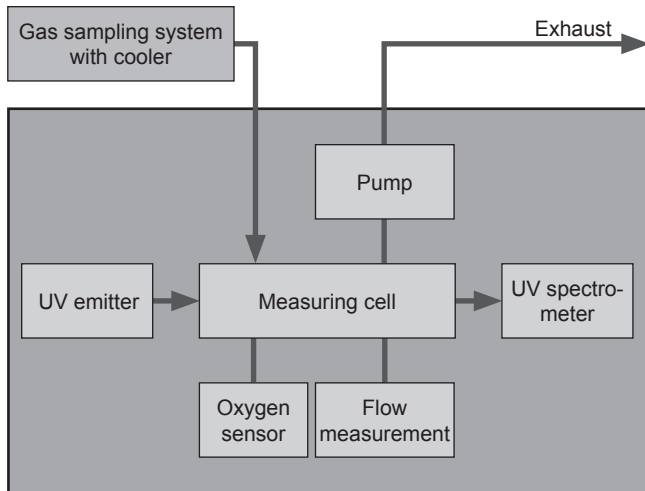 Gas sampling system
with cooler
Exhaust
Pump
UV emitter
Measuring cell
UV spectro-
meter
Oxygen
sensor
Flow
measurement